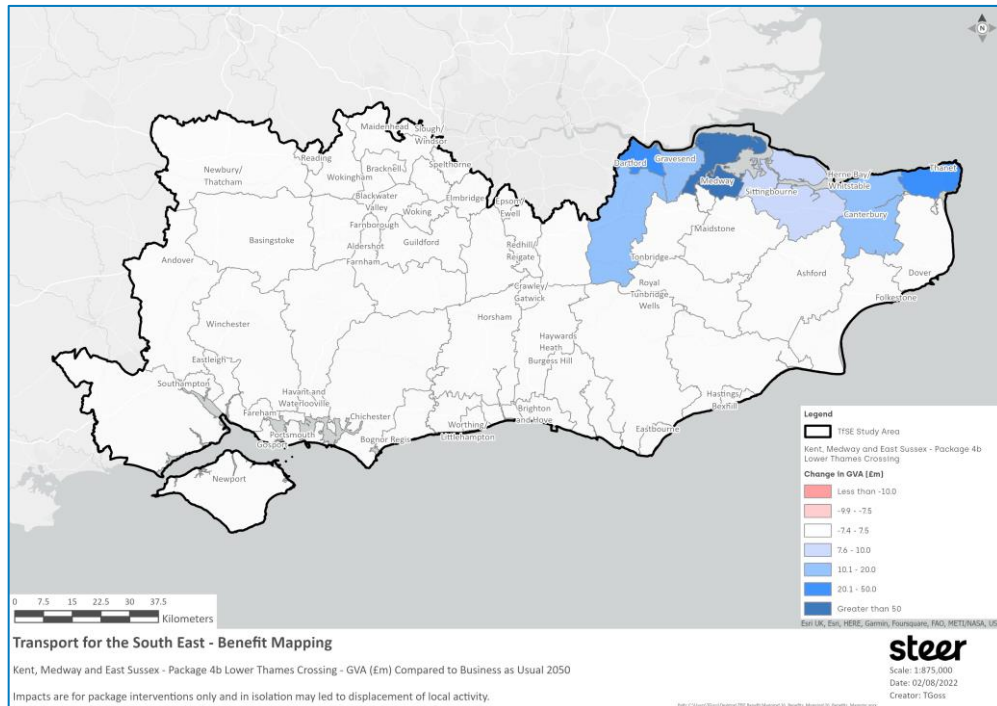 N
Maidenhead
Slough/
Windsor
Reading
Newbury/
Thatcham
Bracknell
Wokingham
Spelthorne
Blackwater
Valley
Woking
Elmbridge
Epsom/
Ewell
Farnborough
Basingstoke
Aldershot
Guildford
Redhill/
Reigate
Andover
Farnham
Crawley/
Gatwick
Horsham
Winchester
Haywards
Heath
Burgess Hill
Eastleigh
Southampton
Havant and
Waterlooville
Fareham
Portsmouth
Gosport
Chichester
Bognor Regis
Worthing/
Littlehampton
Brighton
and Hove
Newport
Dartford
Gravesend
Medway
Sittingbourne
Herne Bay/
Whitstable
Thanet
Canterbury
Maidstone
Tonbridge
Royal
Tunbridge
Wells
Ashford
Dover
Folkestone
Hastings/
Bexhill
Eastbourne
Legend
TfSE Study Area
Kent, Medway and East Sussex - Package 4b
Lower Thames Crossing
Change in GVA (£m)
Less than -10.0
-9.9 - -7.5
-7.4 - 7.5
7.6 - 10.0
10.1 - 20.0
20.1 - 50.0
Greater than 50
Esri UK, Esri, HERE, Garmin, Foursquare, FAO, METI/NASA, US
0 7.5 15 22.5 30 37.5
Kilometers
Transport for the South East - Benefit Mapping
Kent, Medway and East Sussex - Package 4b Lower Thames Crossing - GVA (£m) Compared to Business as Usual 2050
Impacts are for package interventions only and in isolation may led to displacement of local activity.
steer
Scale: 1:875,000
Date: 02/08/2022
Creator: TGoss